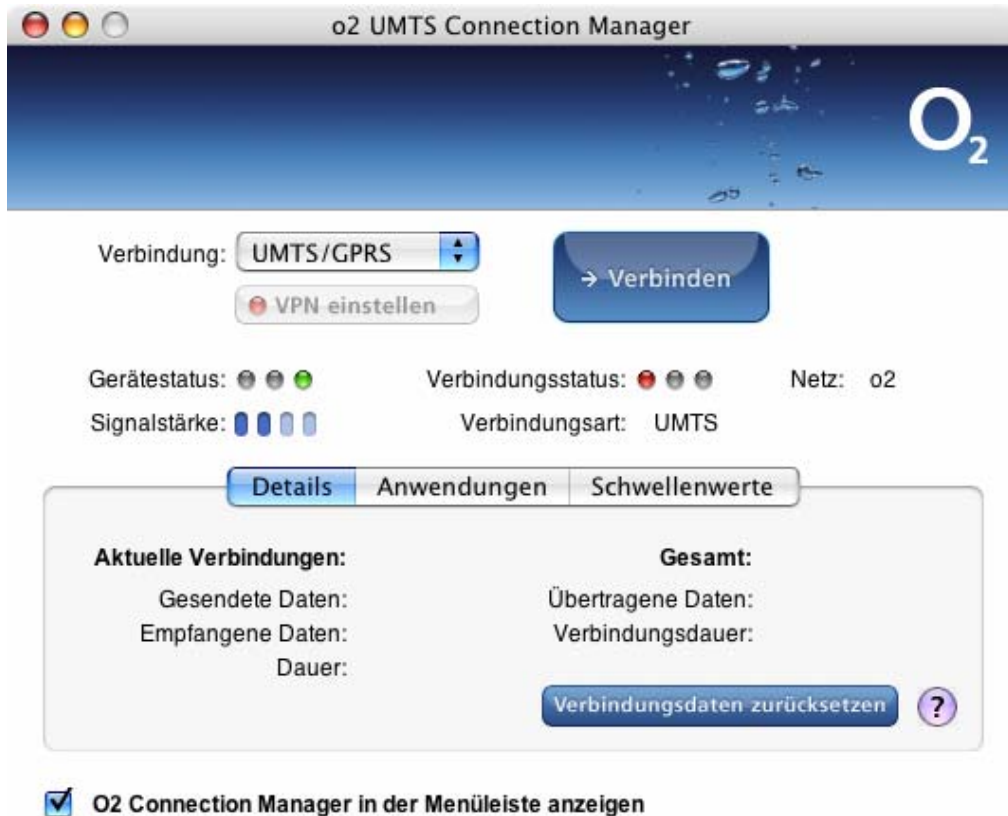 o2 UMTS Connection Manager
O2
Verbindung: UMTS/GPRS
→ Verbinden
VPN einstellen
Gerätestatus: Verbindungsstatus: Netz: o2
Signalstärke: Verbindungsart: UMTS
Details Anwendungen Schwellenwerte
Aktuelle Verbindungen: Gesamt:
Gesendete Daten: Übertragene Daten:
Empfangene Daten: Verbindungsdauer:
Dauer:
Verbindungsdaten zurücksetzen ?
O2 Connection Manager in der Menüleiste anzeigen